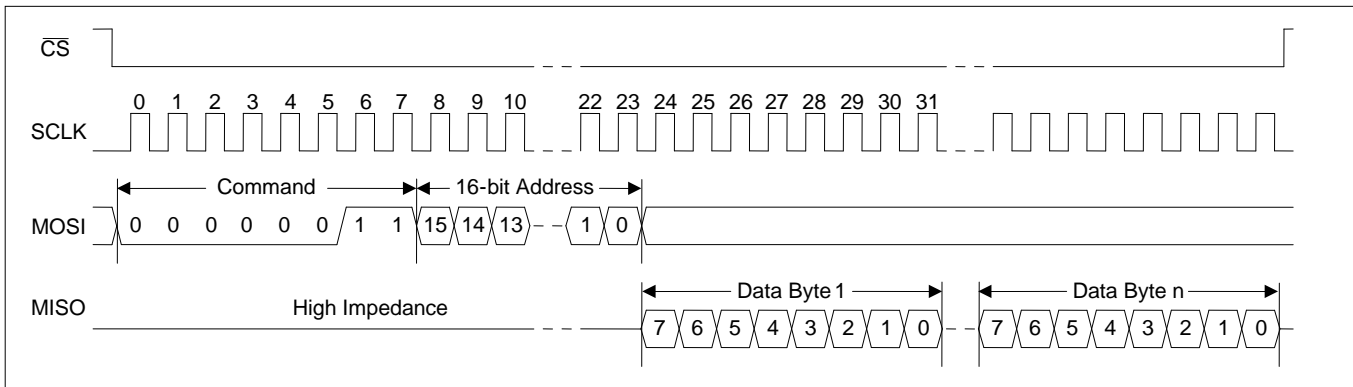 CS
0 1 2 3 4 5 6 7 8 9 10 22 23 24 25 26 27 28 29 30 31
SCLK
Command 16-bit Address
MOSI 0 0 0 0 0 0 1 1 15 14 13 1 0
Data Byte 1 Data Byte n
MISO High Impedance
7 6 5 4 3 2 1 0 7 6 5 4 3 2 1 0